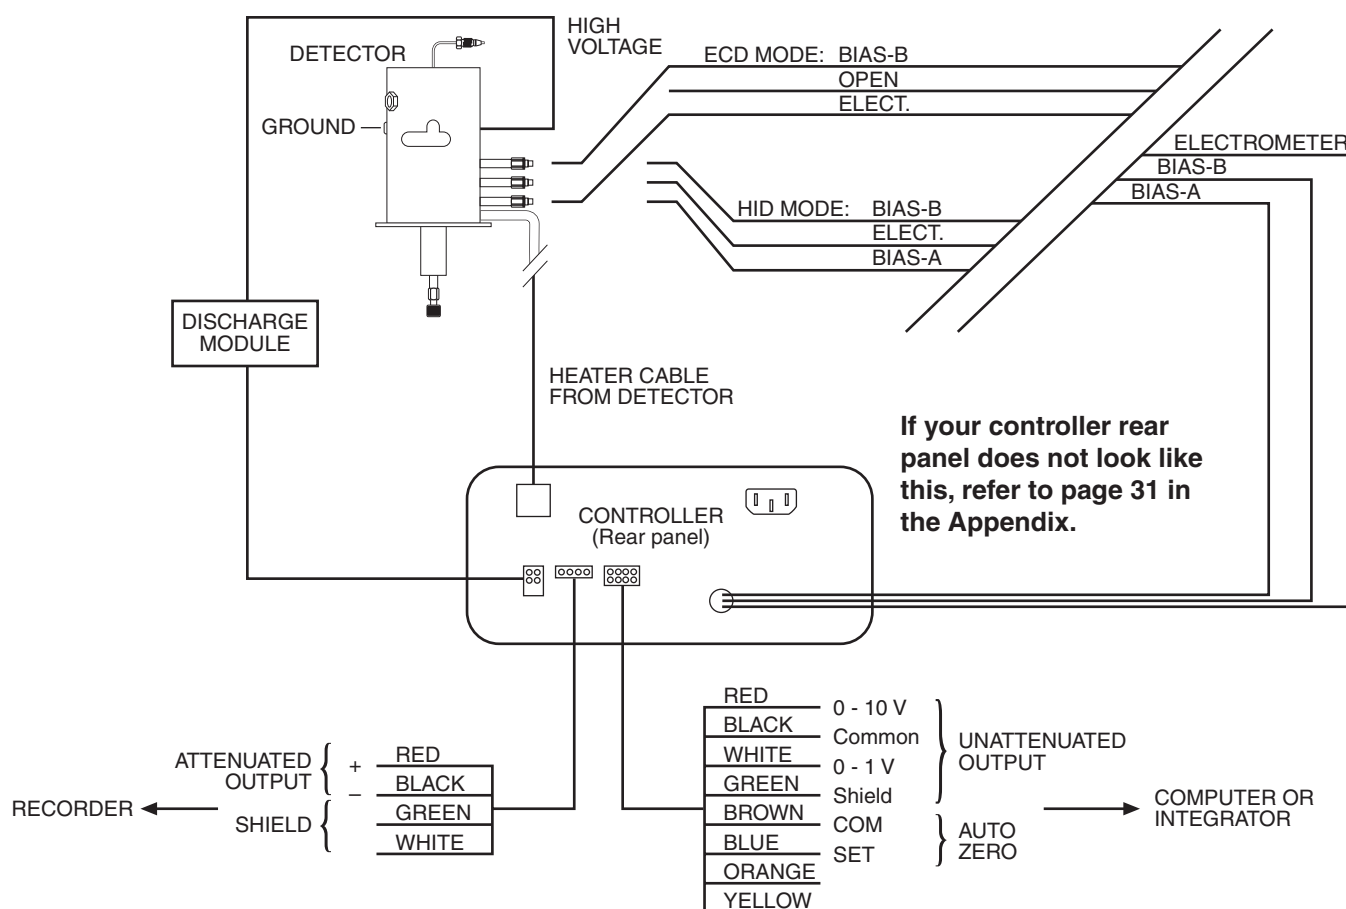 HIGH
VOLTAGE
DETECTOR
GROUND
ECD MODE: BIAS-B
OPEN
ELECT.
ELECTROMETER
BIAS-B
BIAS-A
HID MODE: BIAS-B
ELECT.
BIAS-A
DISCHARGE
MODULE
HEATER CABLE
FROM DETECTOR
If your controller rear
panel does not look like
this, refer to page 31 in
the Appendix.
CONTROLLER
(Rear panel)
ATTENUATED
OUTPUT
+
–
RED
BLACK
GREEN
WHITE
SHIELD
RECORDER
RED
BLACK
WHITE
GREEN
BROWN
BLUE
ORANGE
YELLOW
0 - 10 V
Common
0 - 1 V
Shield
COM
SET
UNATTENUATED
OUTPUT
AUTO
ZERO
COMPUTER OR
INTEGRATOR